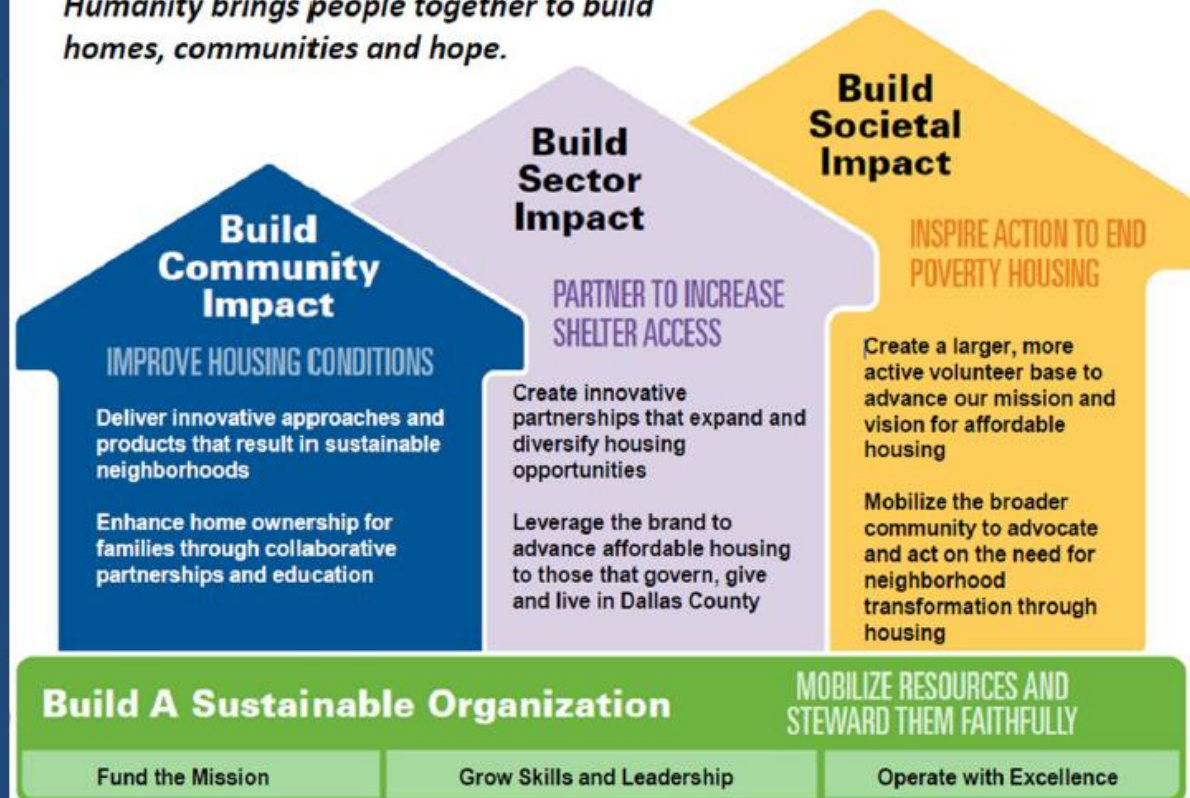 Humanity brings people together to build
homes, communities and hope.
Build
Community
Impact
IMPROVE HOUSING CONDITIONS
Deliver innovative approaches and
products that result in sustainable
neighborhoods
Enhance home ownership for
families through collaborative
partnerships and education
Build
Sector
Impact
PARTNER TO INCREASE
SHELTER ACCESS
Create innovative
partnerships that expand and
diversify housing
opportunities
Leverage the brand to
advance affordable housing
to those that govern, give
and live in Dallas County
Build
Societal
Impact
INSPIRE ACTION TO END
POVERTY HOUSING
Create a larger, more
active volunteer base to
advance our mission and
vision for affordable
housing
Mobilize the broader
community to advocate
and act on the need for
neighborhood
transformation through
housing
Build A Sustainable Organization
MOBILIZE RESOURCES AND
STEWARD THEM FAITHFULLY
Fund the Mission
Grow Skills and Leadership
Operate with Excellence